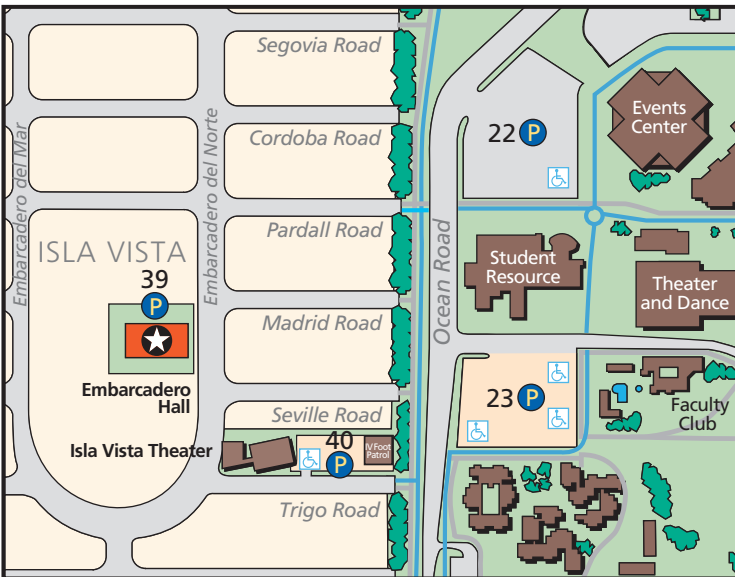 Segovia Road
Events
Center
22 P
Cordoba Road
Embarcadero del Mar
Embarcadero del Norte
Pardall Road
Ocean Road
ISLA VISTA
39
P
Student
Resource
Theater
and Dance
Madrid Road
Embarcadero
Hall
23 P
Faculty
Club
Seville Road
Isla Vista Theater
40
P
IV Foot
Patrol
Trigo Road